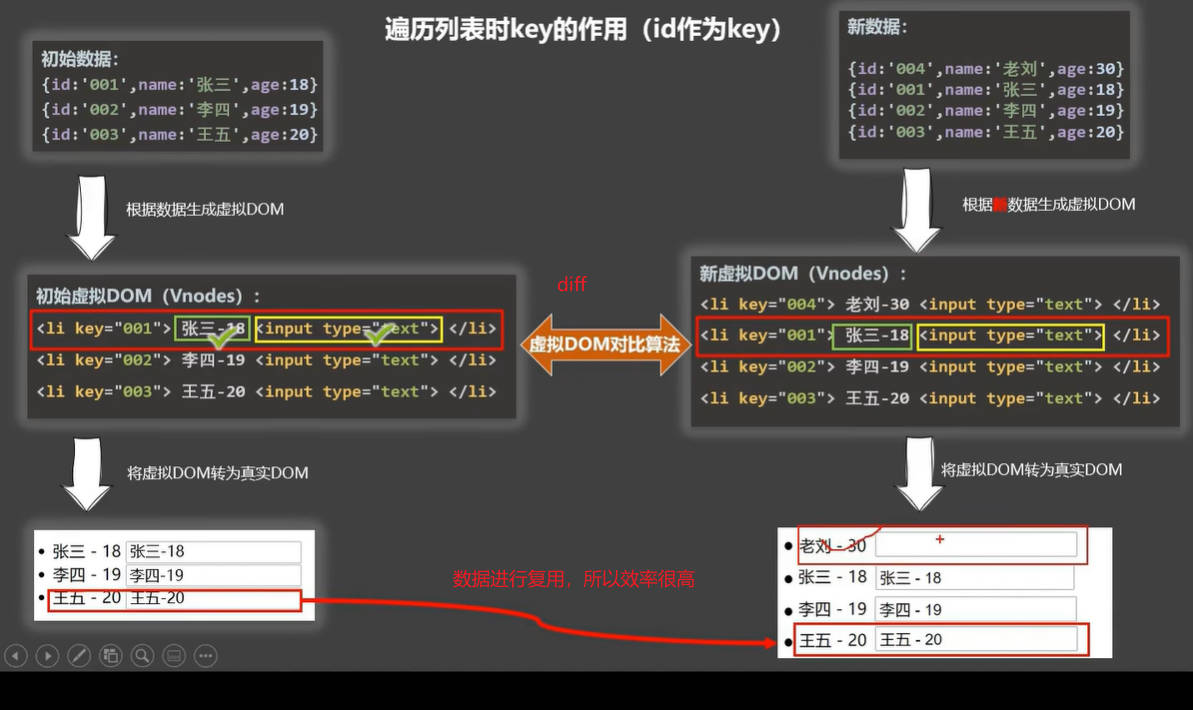 遍历列表时key的作用（id作为key）
初始数据：
{id:'001',name:'张三',age:18}
{id:'002',name:'李四',age:19}
{id:'003',name:'王五',age:20}
新数据：
{id:'004',name:'老刘',age:30}
{id:'001',name:'张三',age:18}
{id:'002',name:'李四',age:19}
{id:'003',name:'王五',age:20}
根据数据生成虚拟DOM
根据新数据生成虚拟DOM
初始虚拟DOM（Vnodes）：
<li key="001"> 张三-18 <input type="text"> </li>
<li key="002"> 李四-19 <input type="text"> </li>
<li key="003"> 王五-20 <input type="text"> </li>
diff
虚拟DOM对比算法
新虚拟DOM（Vnodes）：
<li key="004"> 老刘-30 <input type="text"> </li>
<li key="001"> 张三-18 <input type="text"> </li>
<li key="002"> 李四-19 <input type="text"> </li>
<li key="003"> 王五-20 <input type="text"> </li>
将虚拟DOM转为真实DOM
将虚拟DOM转为真实DOM
• 张三 - 18 张三-18
• 李四 - 19 李四-19
• 王五 - 20 王五-20
数据进行复用，所以效率很高
• 老刘 - 30
• 张三 - 18 张三 - 18
• 李四 - 19 李四 - 19
• 王五 - 20 王五 - 20